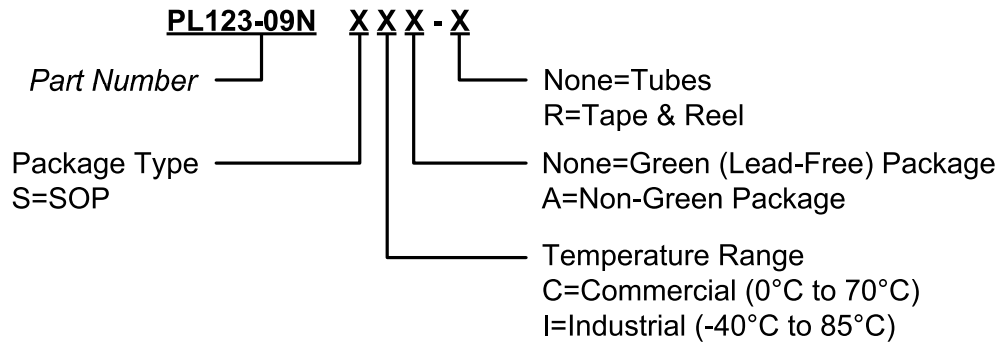 PL123-09N X X X - X
Part Number
None=Tubes
R=Tape & Reel
Package Type
S=SOP
None=Green (Lead-Free) Package
A=Non-Green Package
Temperature Range
C=Commercial (0°C to 70°C)
I=Industrial (-40°C to 85°C)